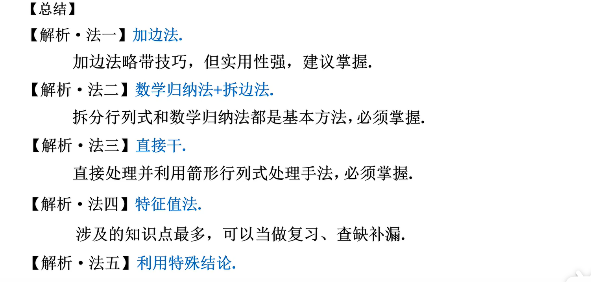 【总结】
【解析·法一】加边法.
加边法略带技巧，但实用性强，建议掌握.
【解析·法二】数学归纳法+拆边法.
拆分行列式和数学归纳法都是基本方法，必须掌握.
【解析·法三】直接干.
直接处理并利用箭形行列式处理手法，必须掌握.
【解析·法四】特征值法.
涉及的知识点最多，可以当做复习、查缺补漏.
【解析·法五】利用特殊结论.